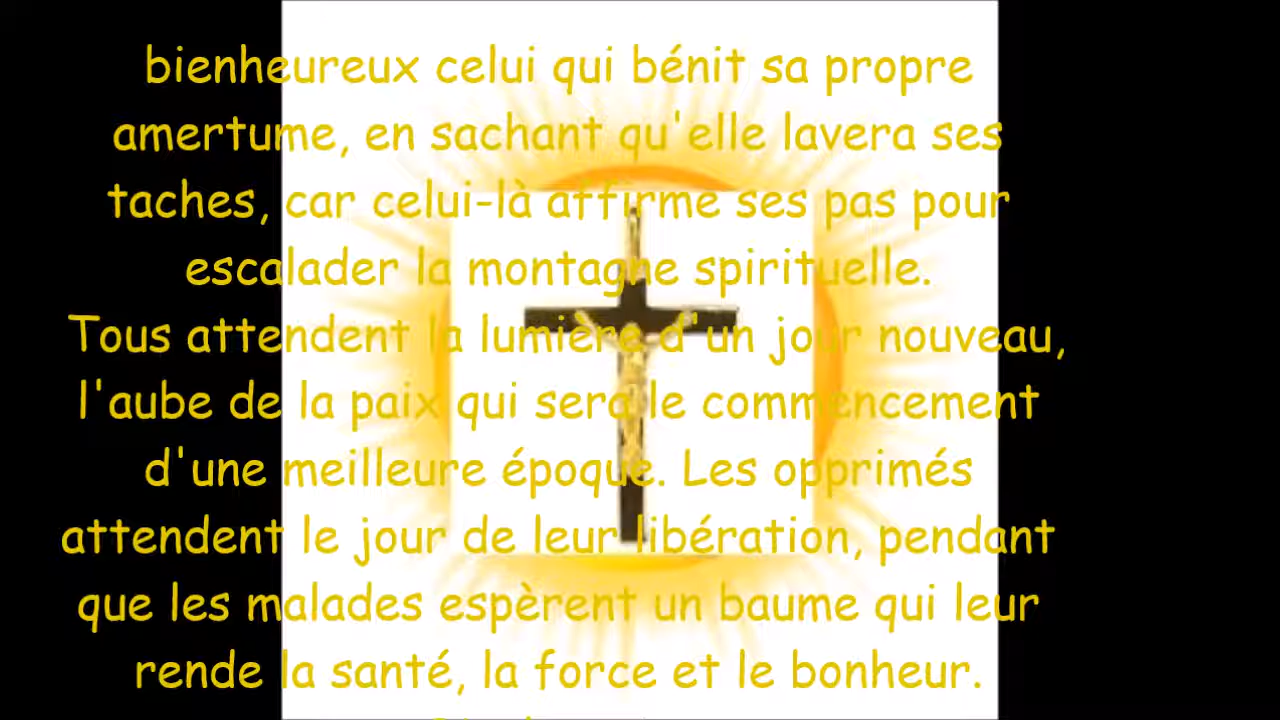 bienheureux celui qui bénit sa propre
amertume, en sachant qu'elle lavera ses
taches, car celui-là affirme ses pas pour
escalader la montagne spirituelle.
Tous attendent la lumière d'un jour nouveau,
l'aube de la paix qui sera le commencement
d'une meilleure époque. Les opprimés
attendent le jour de leur libération, pendant
que les malades espèrent un baume qui leur
rende la santé, la force et le bonheur.